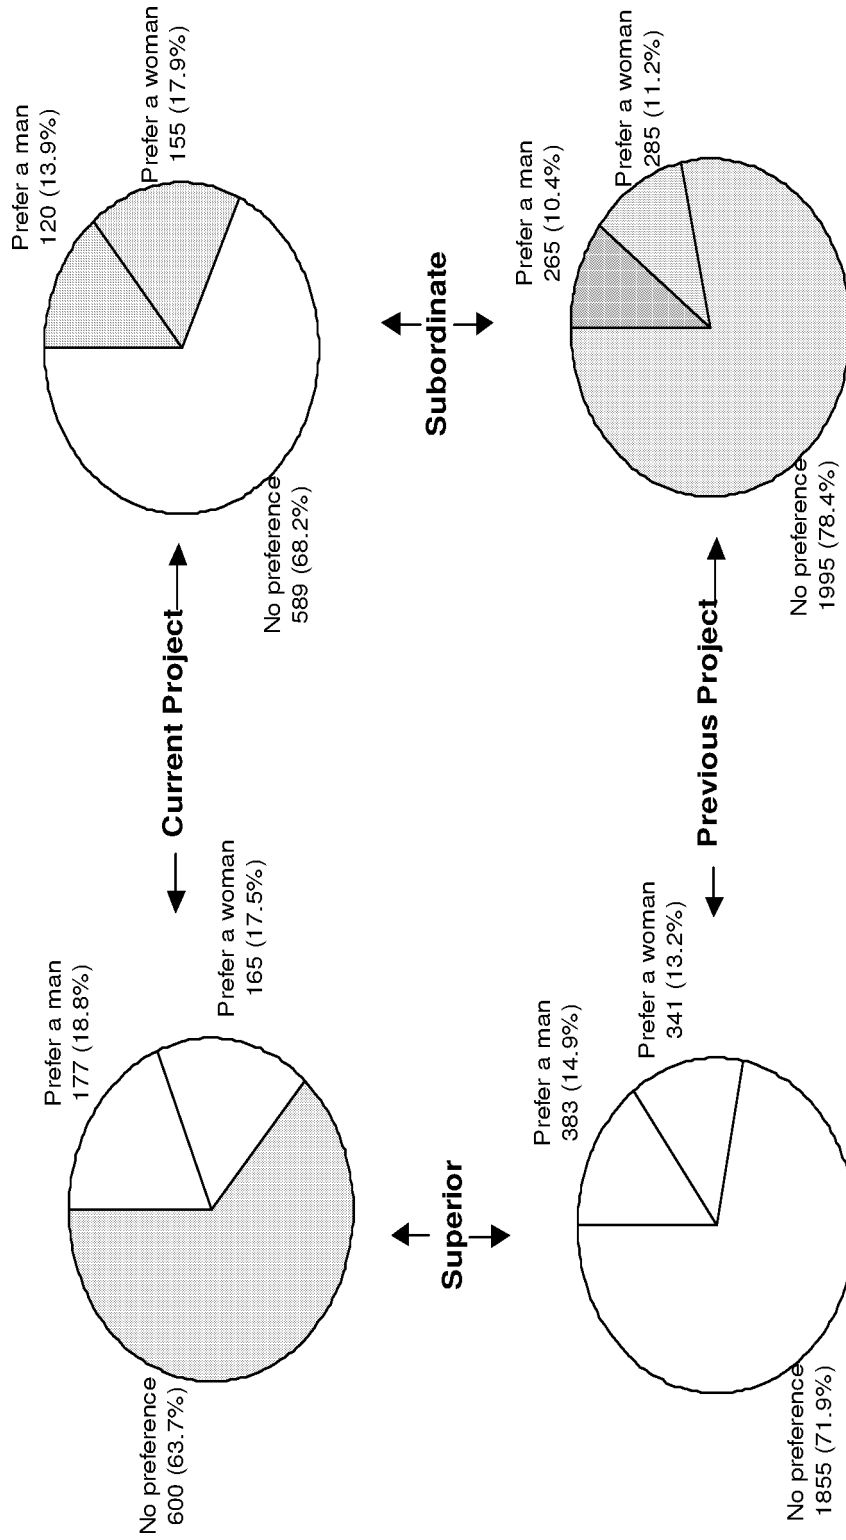 Prefer a man
177 (18.8%)
Prefer a woman
165 (17.5%)
No preference
600 (63.7%)
Current Project
Prefer a man
120 (13.9%)
Prefer a woman
155 (17.9%)
No preference
589 (68.2%)
Superior
Subordinate
Prefer a man
383 (14.9%)
Prefer a woman
341 (13.2%)
No preference
1855 (71.9%)
Previous Project
Prefer a man
265 (10.4%)
Prefer a woman
285 (11.2%)
No preference
1995 (78.4%)